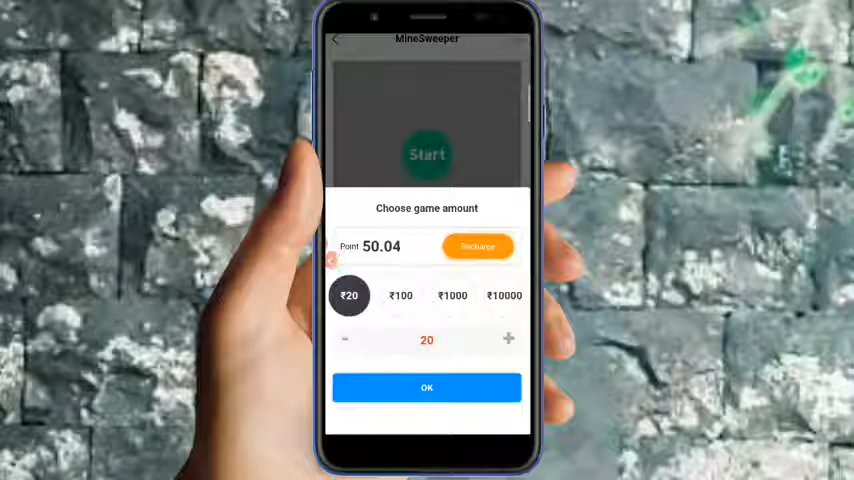 MineSweeper
Start
Choose game amount
Point 50.04 Recharge
₹20 ₹100 ₹1000 ₹10000
- 20 +
OK